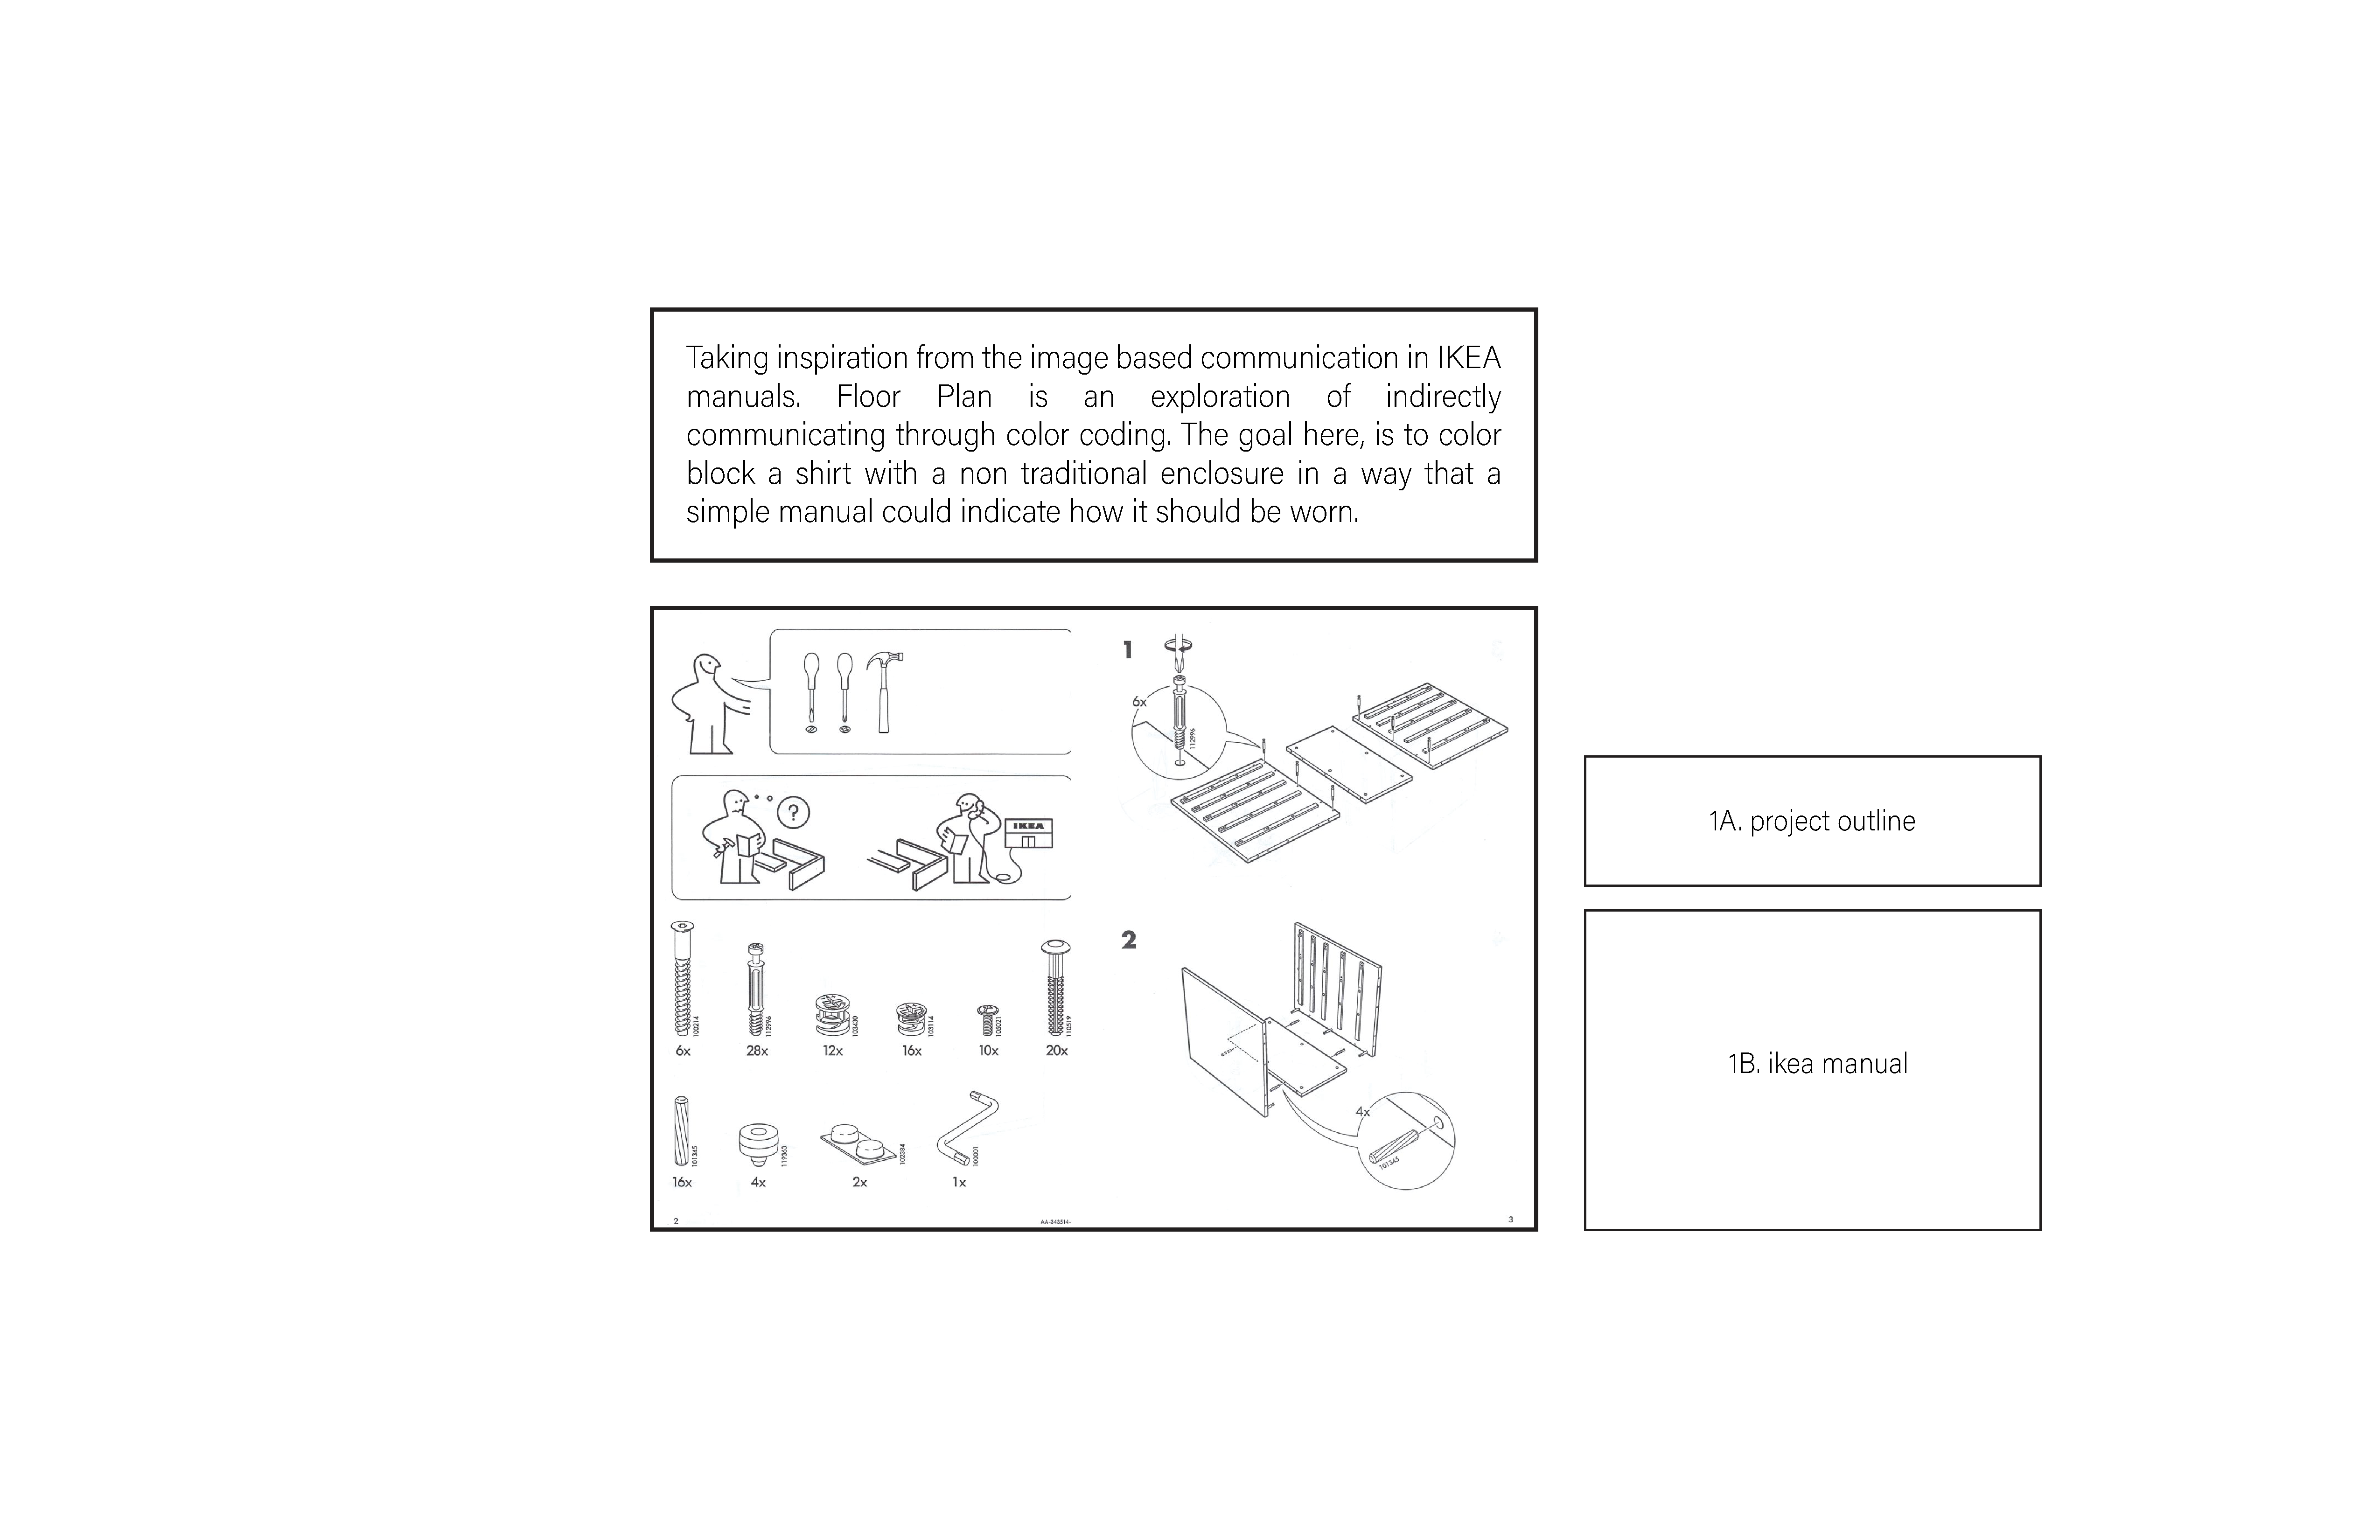 Taking inspiration from the image based communication in IKEA
manuals. Floor Plan is an exploration of indirectly
communicating through color coding. The goal here, is to color
block a shirt with a non traditional enclosure in a way that a
simple manual could indicate how it should be worn.
?
IKEA
100214
112996
103430
103114
105021
110519
6x
28x
12x
16x
10x
20x
101345
119363
102384
100001
16x
4x
2x
1x
2
AA-343514-
1
6x
112996
2
4x
101345
3
1A. project outline
1B. ikea manual